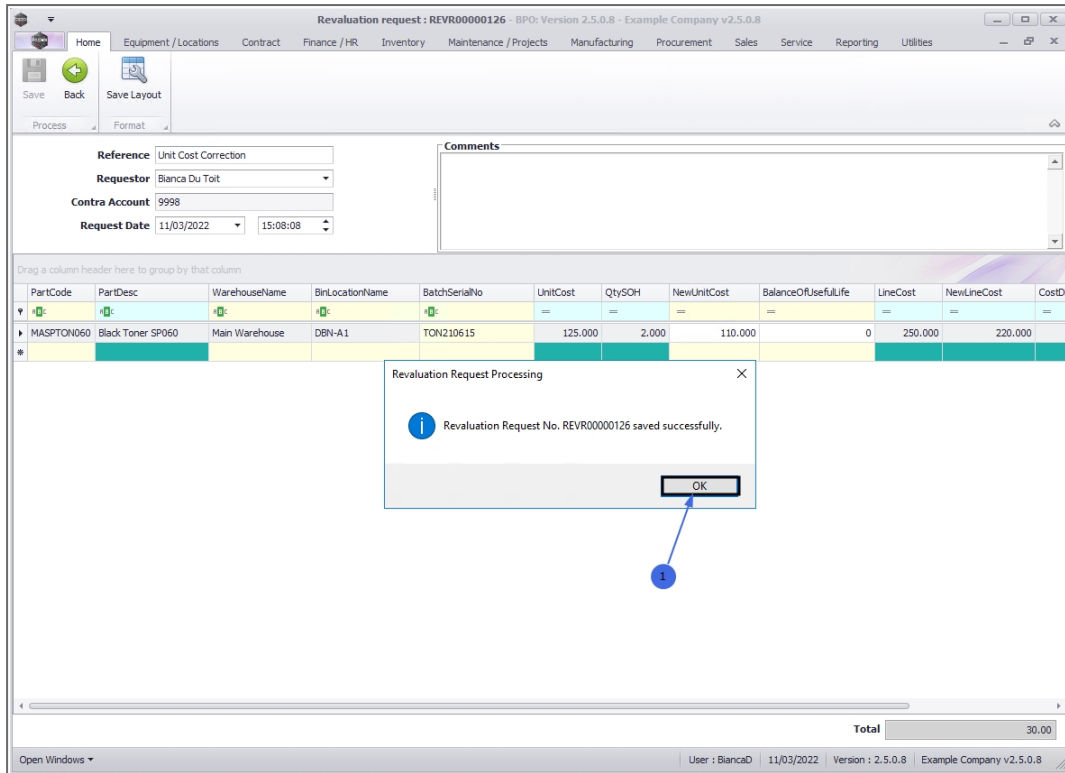 Revaluation request : REVR00000126 - BPO: Version 2.5.0.8 - Example Company v2.5.0.8
Home Equipment / Locations Contract Finance / HR Inventory Maintenance / Projects Manufacturing Procurement Sales Service Reporting Utilities
Save Back Save Layout
Process Format
Reference Unit Cost Correction
Requestor Bianca Du Toit
Contra Account 9998
Request Date 11/03/2022 15:08:08
Comments
Drag a column header here to group by that column
PartCode PartDesc WarehouseName BinLocationName BatchSerialNo UnitCost QtySOH NewUnitCost BalanceOfUsefulLife LineCost NewLineCost CostD
= = = = = = =
MASPTON060 Black Toner SP060 Main Warehouse DBN-A1 TON210615 125.000 2.000 110.000 0 250.000 220.000
Revaluation Request Processing
Revaluation Request No. REVR00000126 saved successfully.
OK
1
Total 30.00
Open Windows User : BiancaD 11/03/2022 Version : 2.5.0.8 Example Company v2.5.0.8